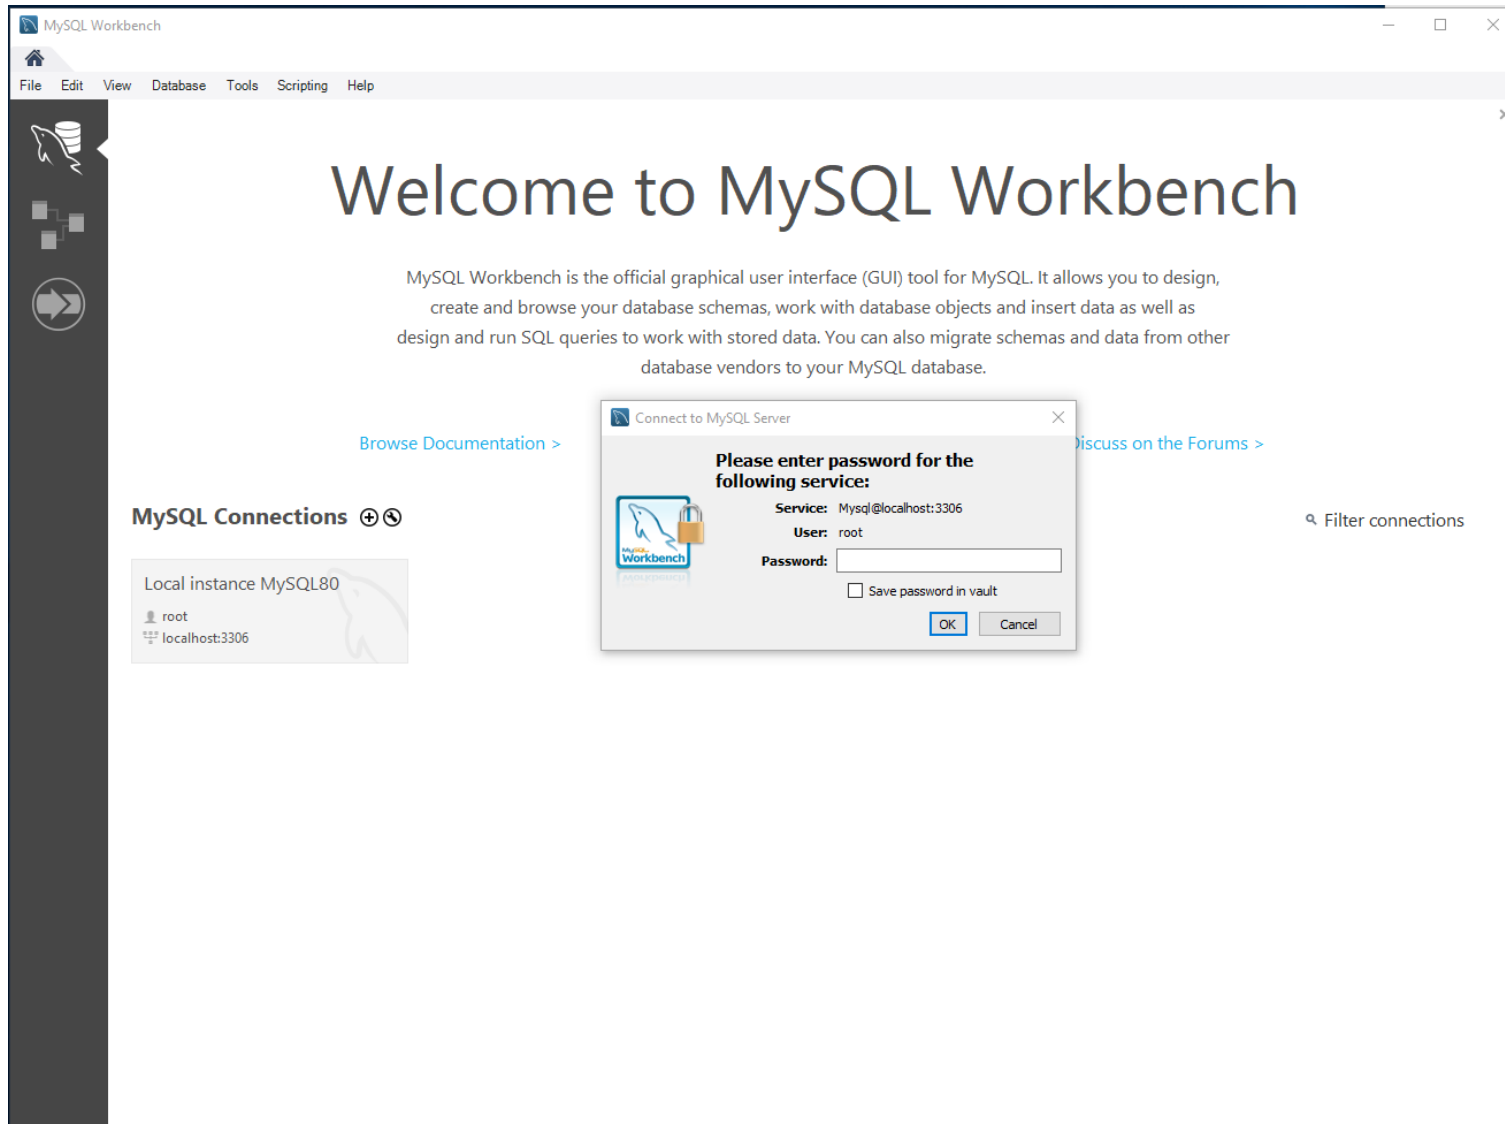 MySQL Workbench
File Edit View Database Tools Scripting Help
Welcome to MySQL Workbench
MySQL Workbench is the official graphical user interface (GUI) tool for MySQL. It allows you to design,
create and browse your database schemas, work with database objects and insert data as well as
design and run SQL queries to work with stored data. You can also migrate schemas and data from other
database vendors to your MySQL database.
Browse Documentation >
Discuss on the Forums >
Connect to MySQL Server
Please enter password for the
following service:
Service: Mysql@localhost:3306
User: root
Password:
Save password in vault
OK Cancel
MySQL
Workbench
MySQL Connections
Filter connections
Local instance MySQL80
root
localhost:3306